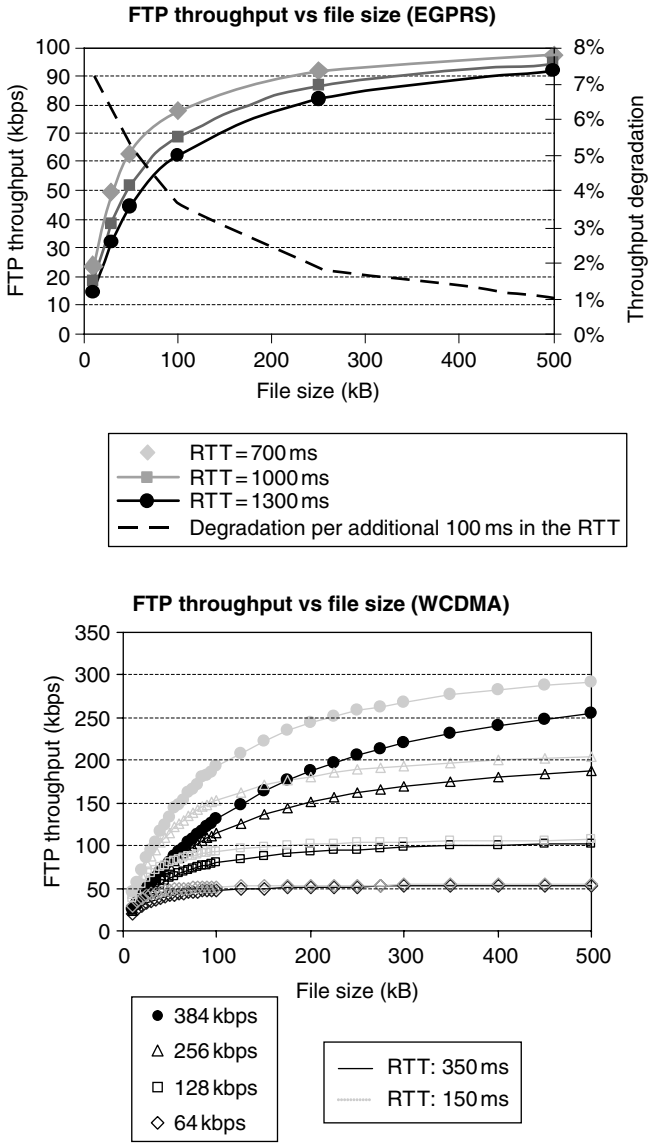 FTP throughput vs file size (EGPRS)
100
90
80
70
60
50
40
30
20
10
0
8%
7%
6%
5%
4%
3%
2%
1%
0%
FTP throughput (kbps)
Throughput degradation
0 100 200 300 400 500
File size (kB)
RTT = 700 ms
RTT = 1000 ms
RTT = 1300 ms
Degradation per additional 100 ms in the RTT
FTP throughput vs file size (WCDMA)
350
300
250
200
150
100
50
0
FTP throughput (kbps)
0 100 200 300 400 500
File size (kB)
384 kbps
256 kbps
128 kbps
64 kbps
RTT: 350 ms
RTT: 150 ms